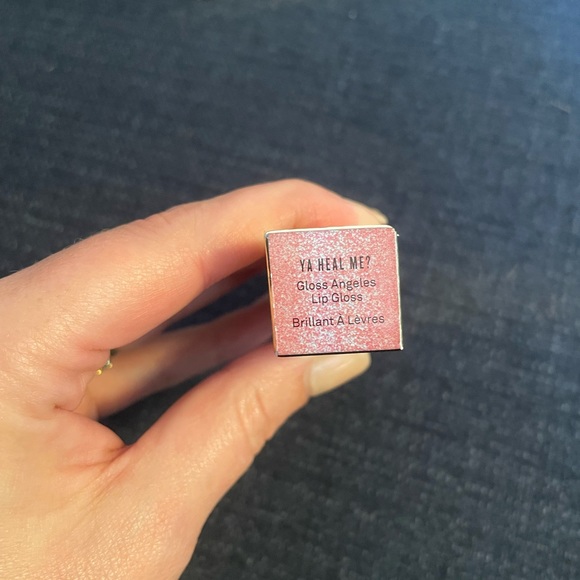 YA HEAL ME?
Gloss Angeles
Lip Gloss
Brillant À Lèvres